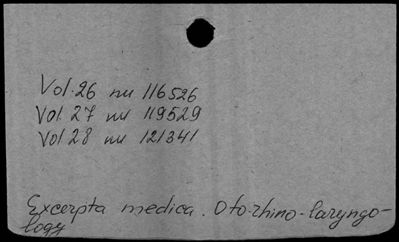 Vol. 26 nu 116526
Vol. 27 nu 119529
Vol 28 nu 121341
Excerpta medica. Oto-rhino-laryngo-
logy